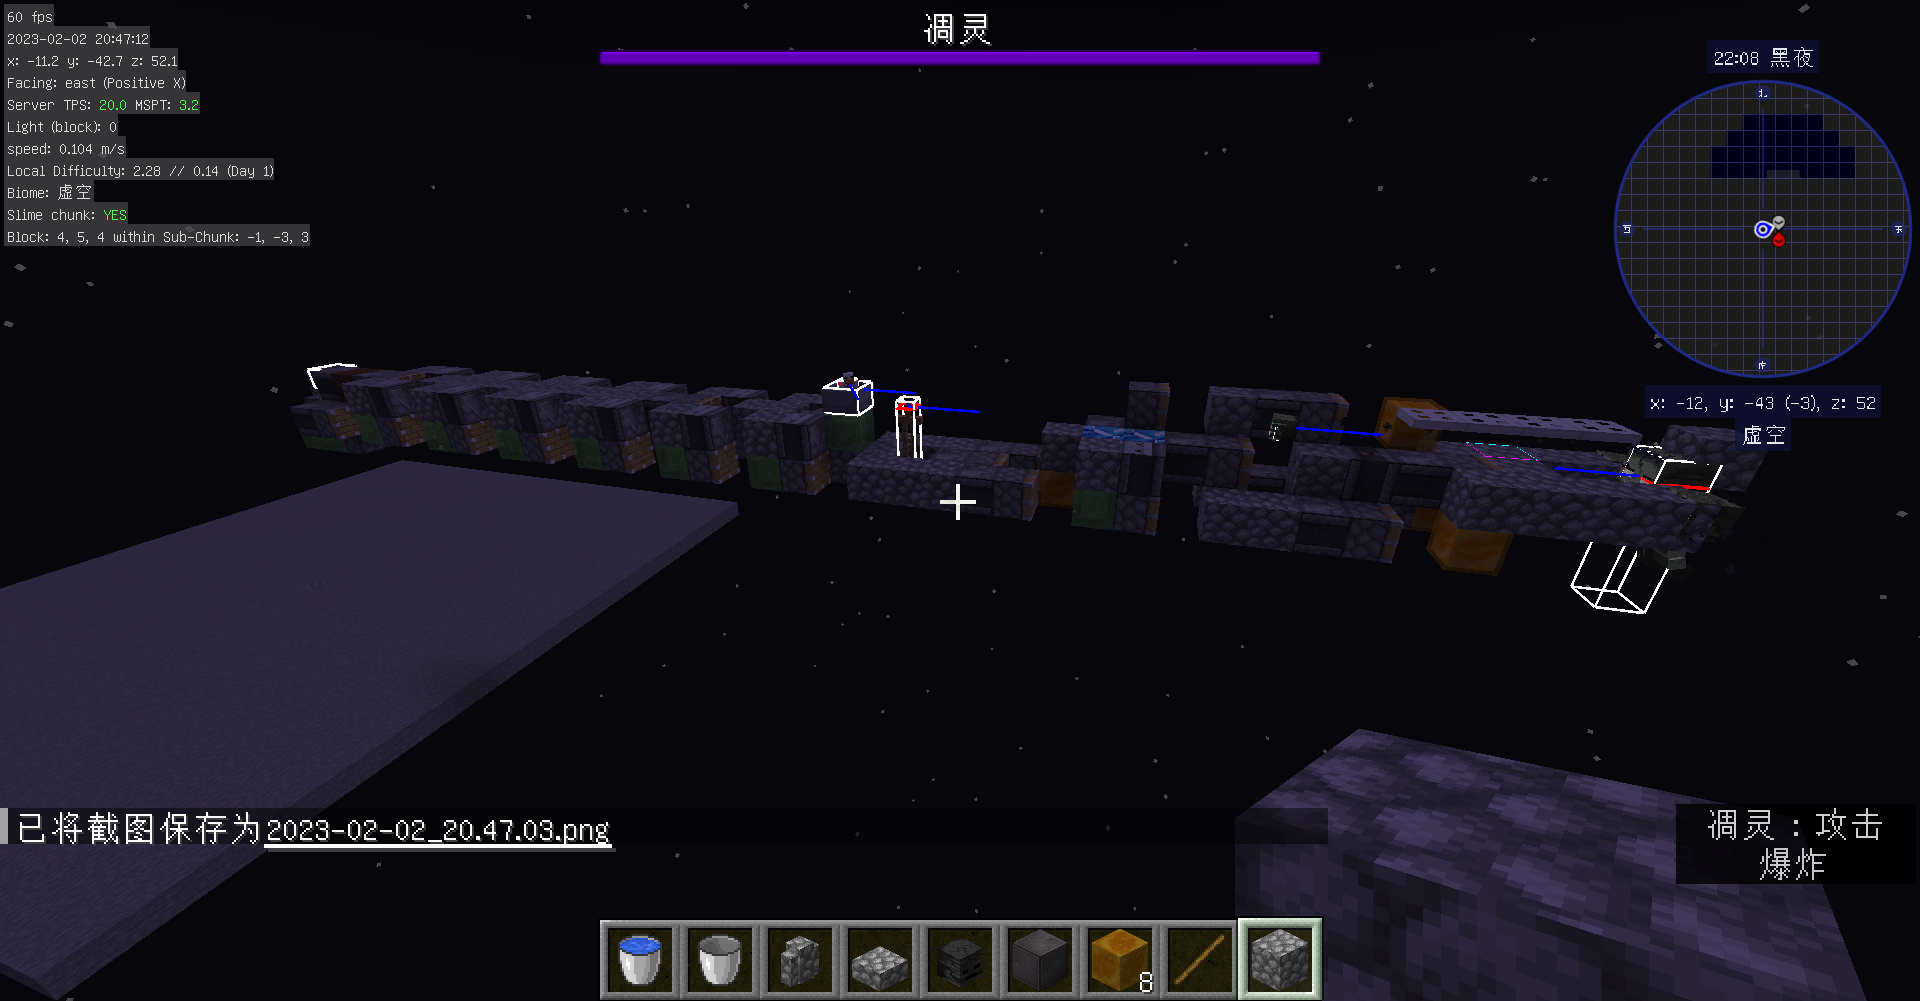 60 fps
2023-02-02 20:47:12
x: -11.2 y: -42.7 z: 52.1
Facing: east (Positive X)
Server TPS: 20.0 MSPT: 3.2
Light (block): 0
speed: 0.104 m/s
Local Difficulty: 2.28 // 0.14 (Day 1)
Biome: 虚空
Slime chunk: YES
Block: 4, 5, 4 within Sub-Chunk: -1, -3, 3
凋灵
22:08 黑夜
北
西
东
南
x: -12, y: -43 (-3), z: 52
虚空
已将截图保存为2023-02-02_20.47.03.png
凋灵：攻击
爆炸
8